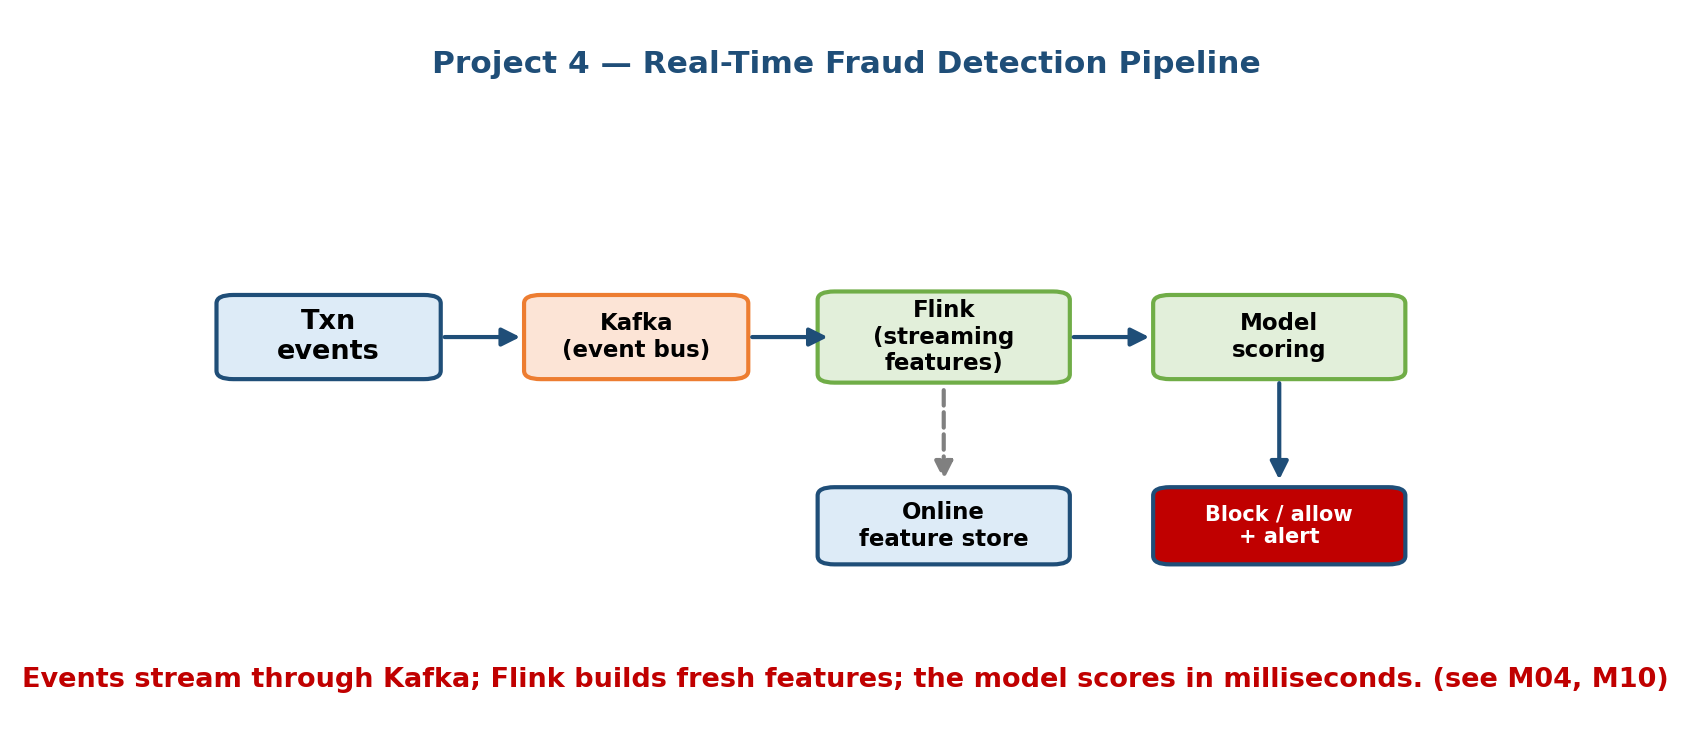 Project 4 — Real-Time Fraud Detection Pipeline
Txn
events
Kafka
(event bus)
Flink
(streaming
features)
Model
scoring
Online
feature store
Block / allow
+ alert
Events stream through Kafka; Flink builds fresh features; the model scores in milliseconds. (see M04, M10)